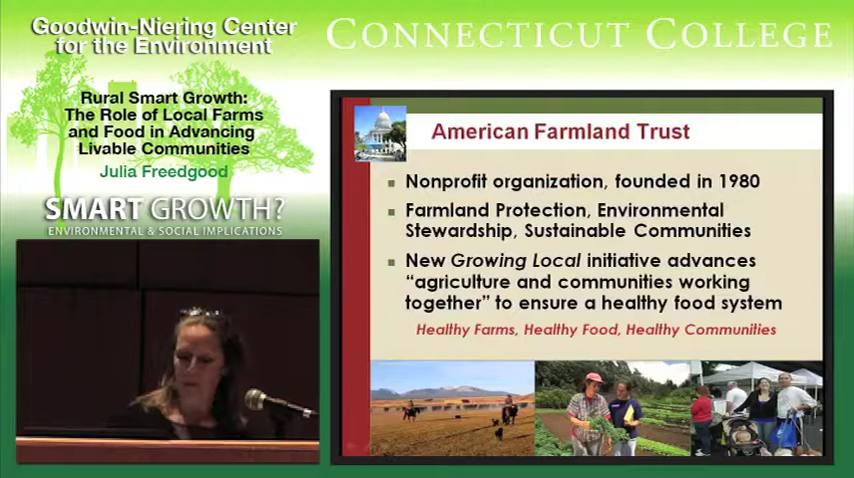 Goodwin-Niering Center
for the Environment
CONNECTICUT COLLEGE
Rural Smart Growth:
The Role of Local Farms
and Food in Advancing
Livable Communities
Julia Freedgood
SMART GROWTH?
ENVIRONMENTAL & SOCIAL IMPLICATIONS
American Farmland Trust
Nonprofit organization, founded in 1980
Farmland Protection, Environmental
Stewardship, Sustainable Communities
New Growing Local initiative advances
“agriculture and communities working
together” to ensure a healthy food system
Healthy Farms, Healthy Food, Healthy Communities